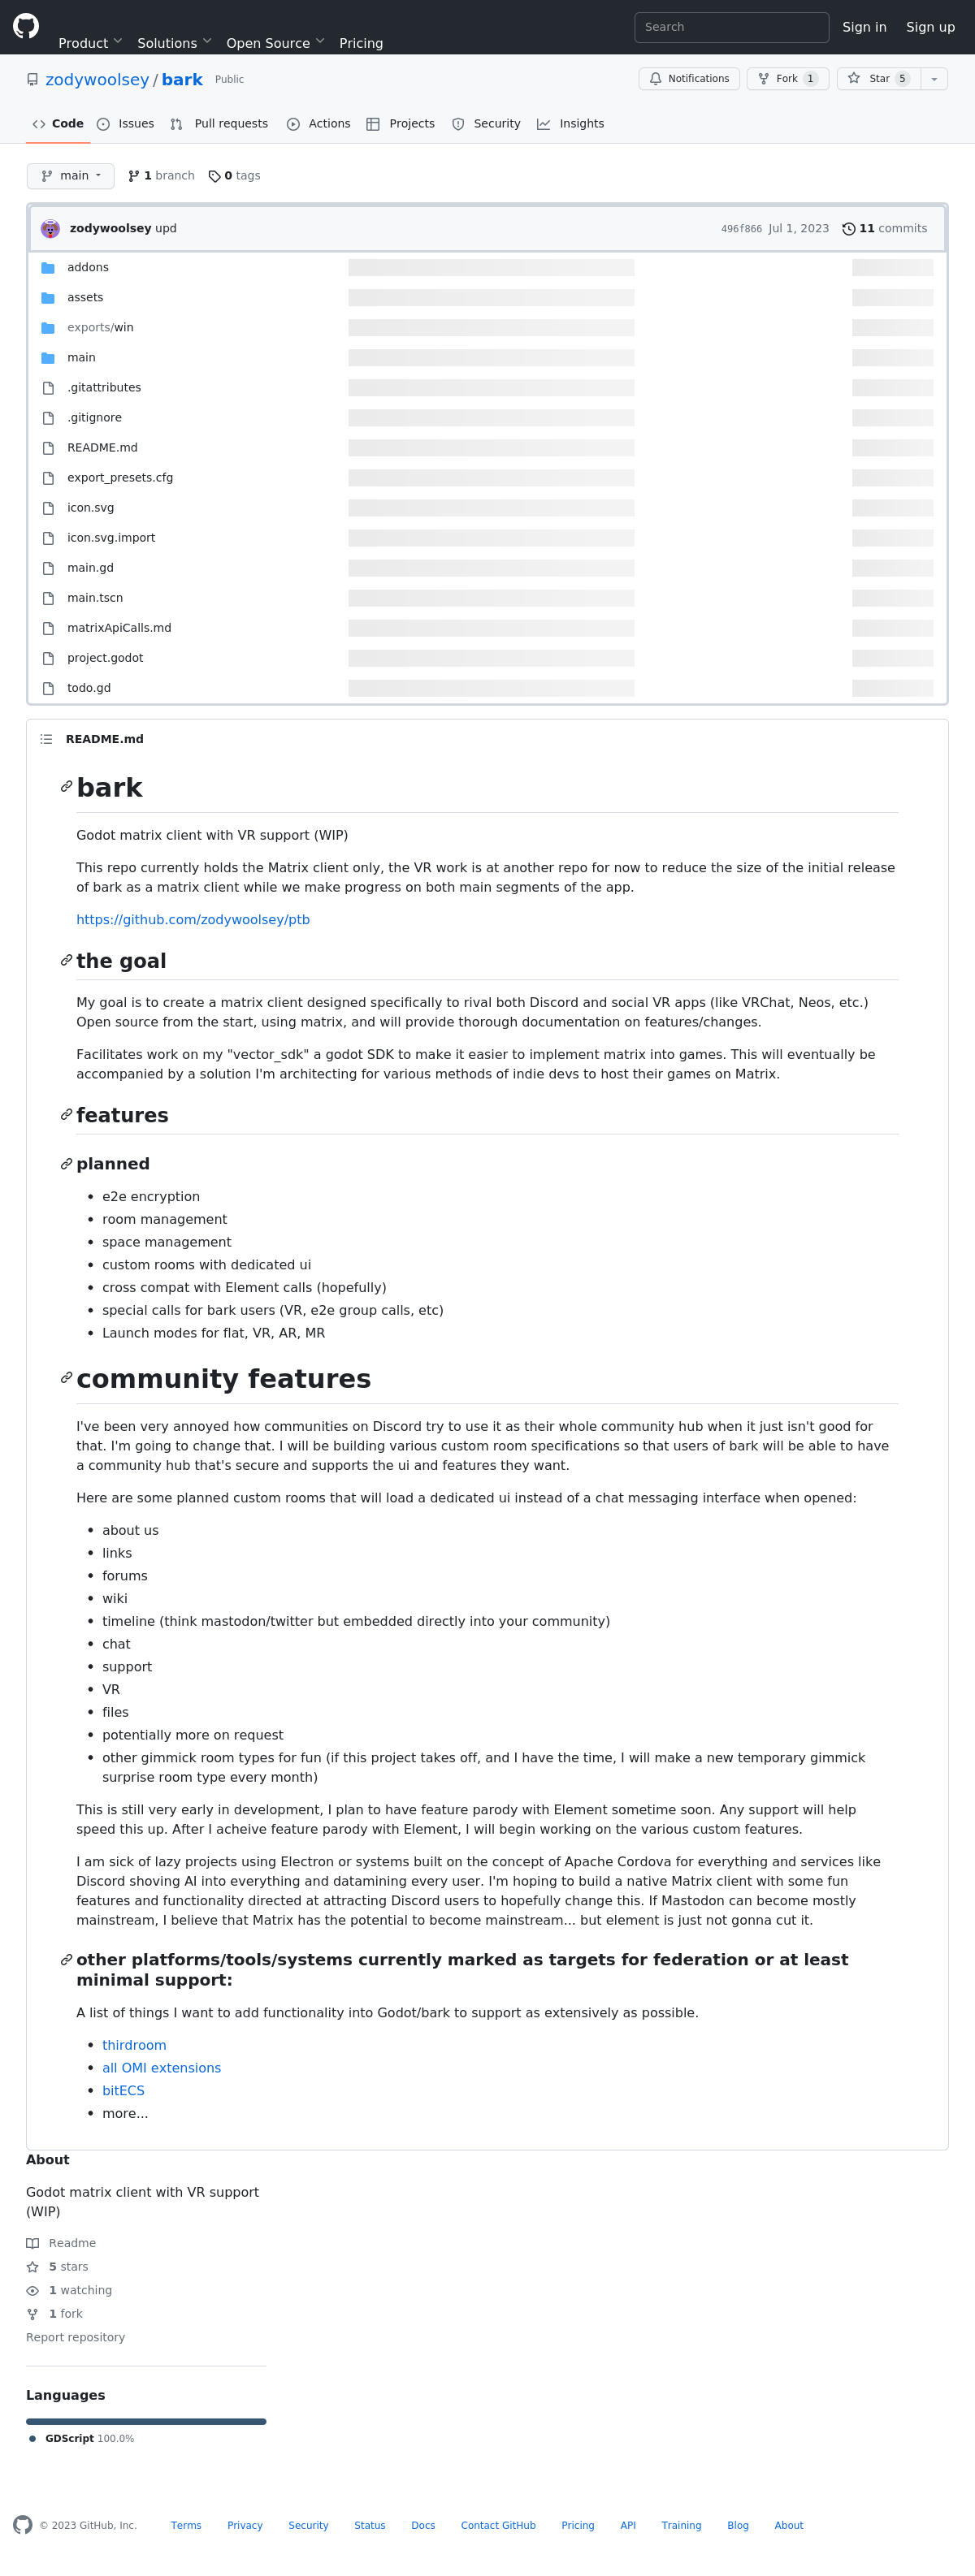 Product Solutions Open Source Pricing Search Sign in Sign up
zodywoolsey / bark Public Notifications Fork 1 Star 5
Code Issues Pull requests Actions Projects Security Insights
main 1 branch 0 tags
zodywoolsey upd 496f866 Jul 1, 2023 11 commits
addons
assets
exports/win
main
.gitattributes
.gitignore
README.md
export_presets.cfg
icon.svg
icon.svg.import
main.gd
main.tscn
matrixApiCalls.md
project.godot
todo.gd
README.md
bark
Godot matrix client with VR support (WIP)
This repo currently holds the Matrix client only, the VR work is at another repo for now to reduce the size of the initial release
of bark as a matrix client while we make progress on both main segments of the app.
https://github.com/zodywoolsey/ptb
the goal
My goal is to create a matrix client designed specifically to rival both Discord and social VR apps (like VRChat, Neos, etc.)
Open source from the start, using matrix, and will provide thorough documentation on features/changes.
Facilitates work on my "vector_sdk" a godot SDK to make it easier to implement matrix into games. This will eventually be
accompanied by a solution I'm architecting for various methods of indie devs to host their games on Matrix.
features
planned
• e2e encryption
• room management
• space management
• custom rooms with dedicated ui
• cross compat with Element calls (hopefully)
• special calls for bark users (VR, e2e group calls, etc)
• Launch modes for flat, VR, AR, MR
community features
I've been very annoyed how communities on Discord try to use it as their whole community hub when it just isn't good for
that. I'm going to change that. I will be building various custom room specifications so that users of bark will be able to have
a community hub that's secure and supports the ui and features they want.
Here are some planned custom rooms that will load a dedicated ui instead of a chat messaging interface when opened:
• about us
• links
• forums
• wiki
• timeline (think mastodon/twitter but embedded directly into your community)
• chat
• support
• VR
• files
• potentially more on request
• other gimmick room types for fun (if this project takes off, and I have the time, I will make a new temporary gimmick
surprise room type every month)
This is still very early in development, I plan to have feature parody with Element sometime soon. Any support will help
speed this up. After I acheive feature parody with Element, I will begin working on the various custom features.
I am sick of lazy projects using Electron or systems built on the concept of Apache Cordova for everything and services like
Discord shoving AI into everything and datamining every user. I'm hoping to build a native Matrix client with some fun
features and functionality directed at attracting Discord users to hopefully change this. If Mastodon can become mostly
mainstream, I believe that Matrix has the potential to become mainstream... but element is just not gonna cut it.
other platforms/tools/systems currently marked as targets for federation or at least
minimal support:
A list of things I want to add functionality into Godot/bark to support as extensively as possible.
• thirdroom
• all OMI extensions
• bitECS
• more...
About
Godot matrix client with VR support
(WIP)
Readme
5 stars
1 watching
1 fork
Report repository
Languages
GDScript 100.0%
© 2023 GitHub, Inc. Terms Privacy Security Status Docs Contact GitHub Pricing API Training Blog About